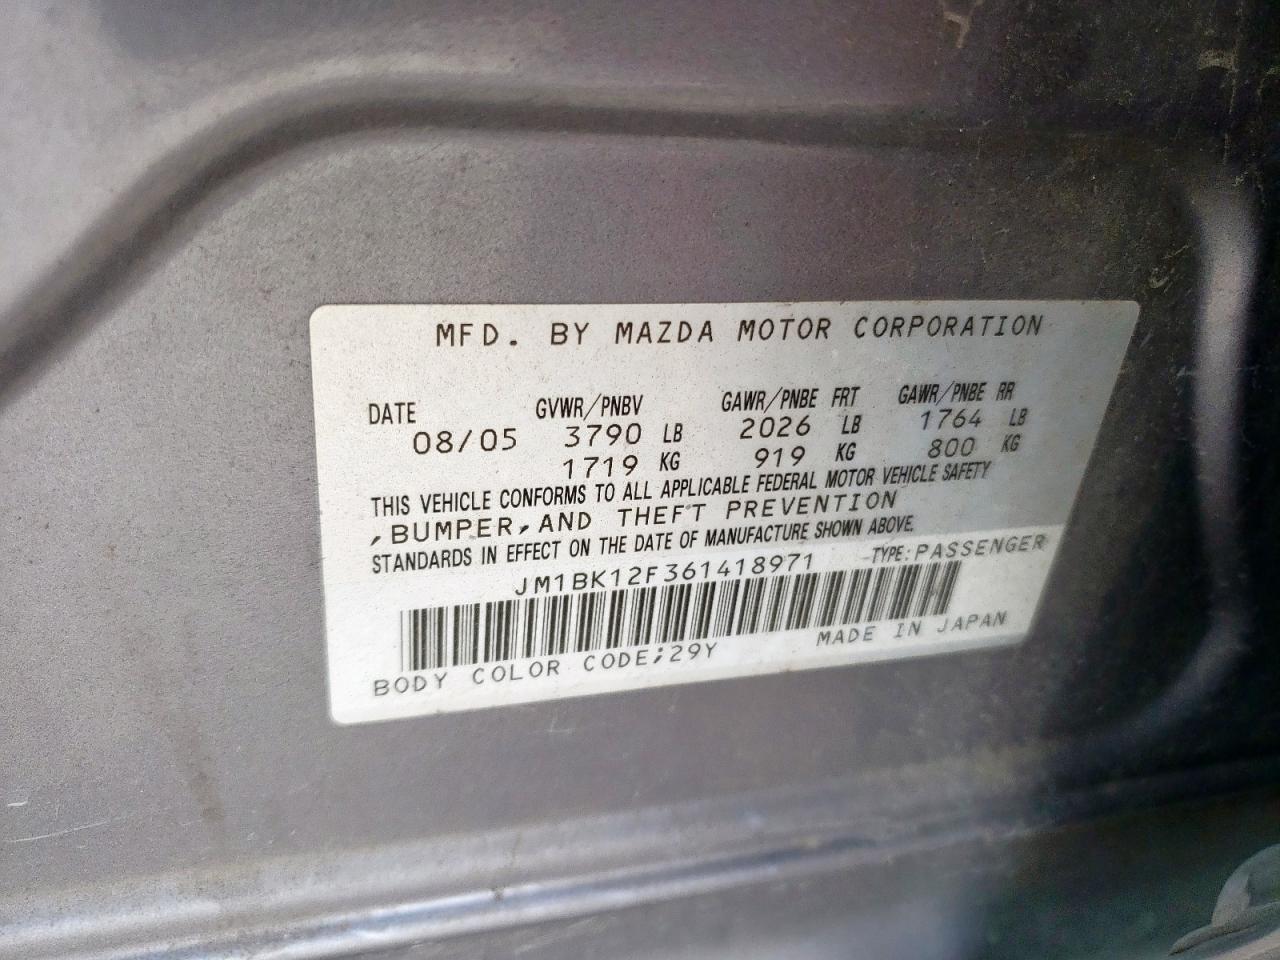 MFD. BY MAZDA MOTOR CORPORATION
DATE GVWR/PNBV GAWR/PNBE FRT GAWR/PNBE RR
08/05 3790 LB 2026 LB 1764 LB
1719 KG 919 KG 800 KG
THIS VEHICLE CONFORMS TO ALL APPLICABLE FEDERAL MOTOR VEHICLE SAFETY
,BUMPER,AND THEFT PREVENTION
STANDARDS IN EFFECT ON THE DATE OF MANUFACTURE SHOWN ABOVE.
JM1BK12F361418971 TYPE:PASSENGER
BODY COLOR CODE;29Y MADE IN JAPAN